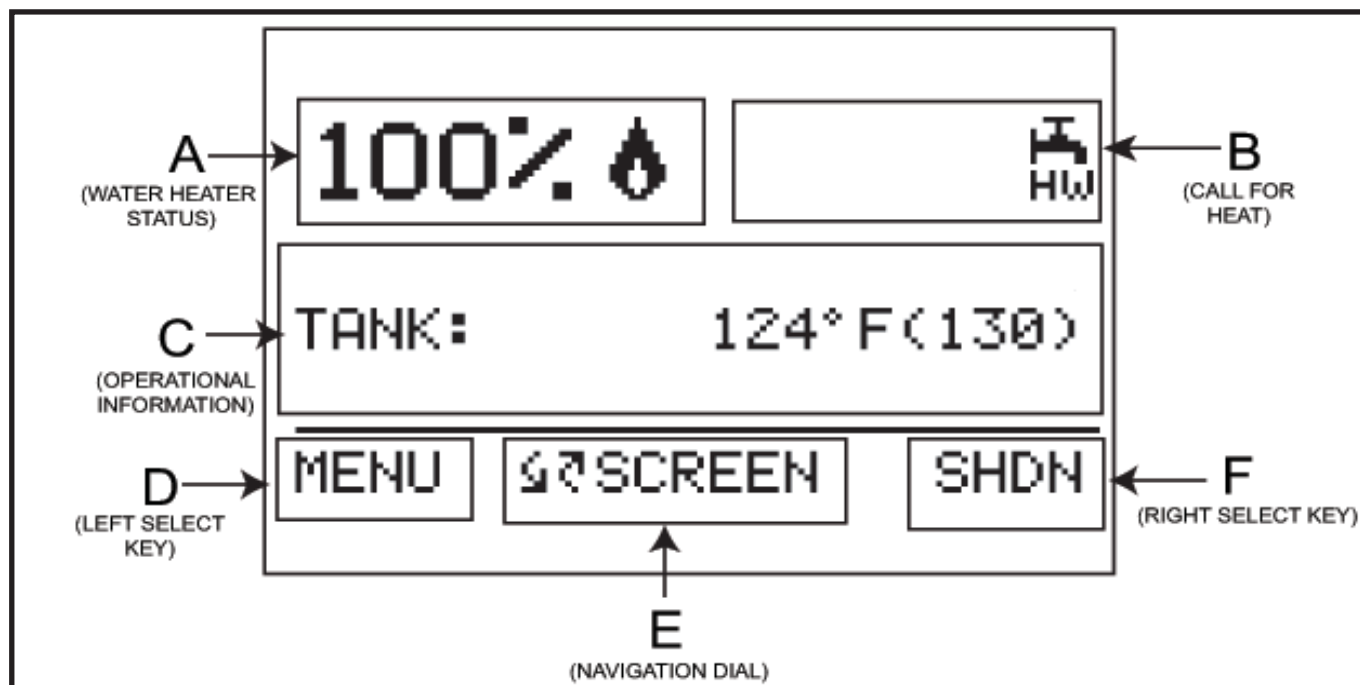 100%
HW
A
(WATER HEATER
STATUS)
B
(CALL FOR
HEAT)
TANK: 124°F(130)
C
(OPERATIONAL
INFORMATION)
MENU SCREEN SHDN
D
(LEFT SELECT
KEY)
F
(RIGHT SELECT KEY)
E
(NAVIGATION DIAL)